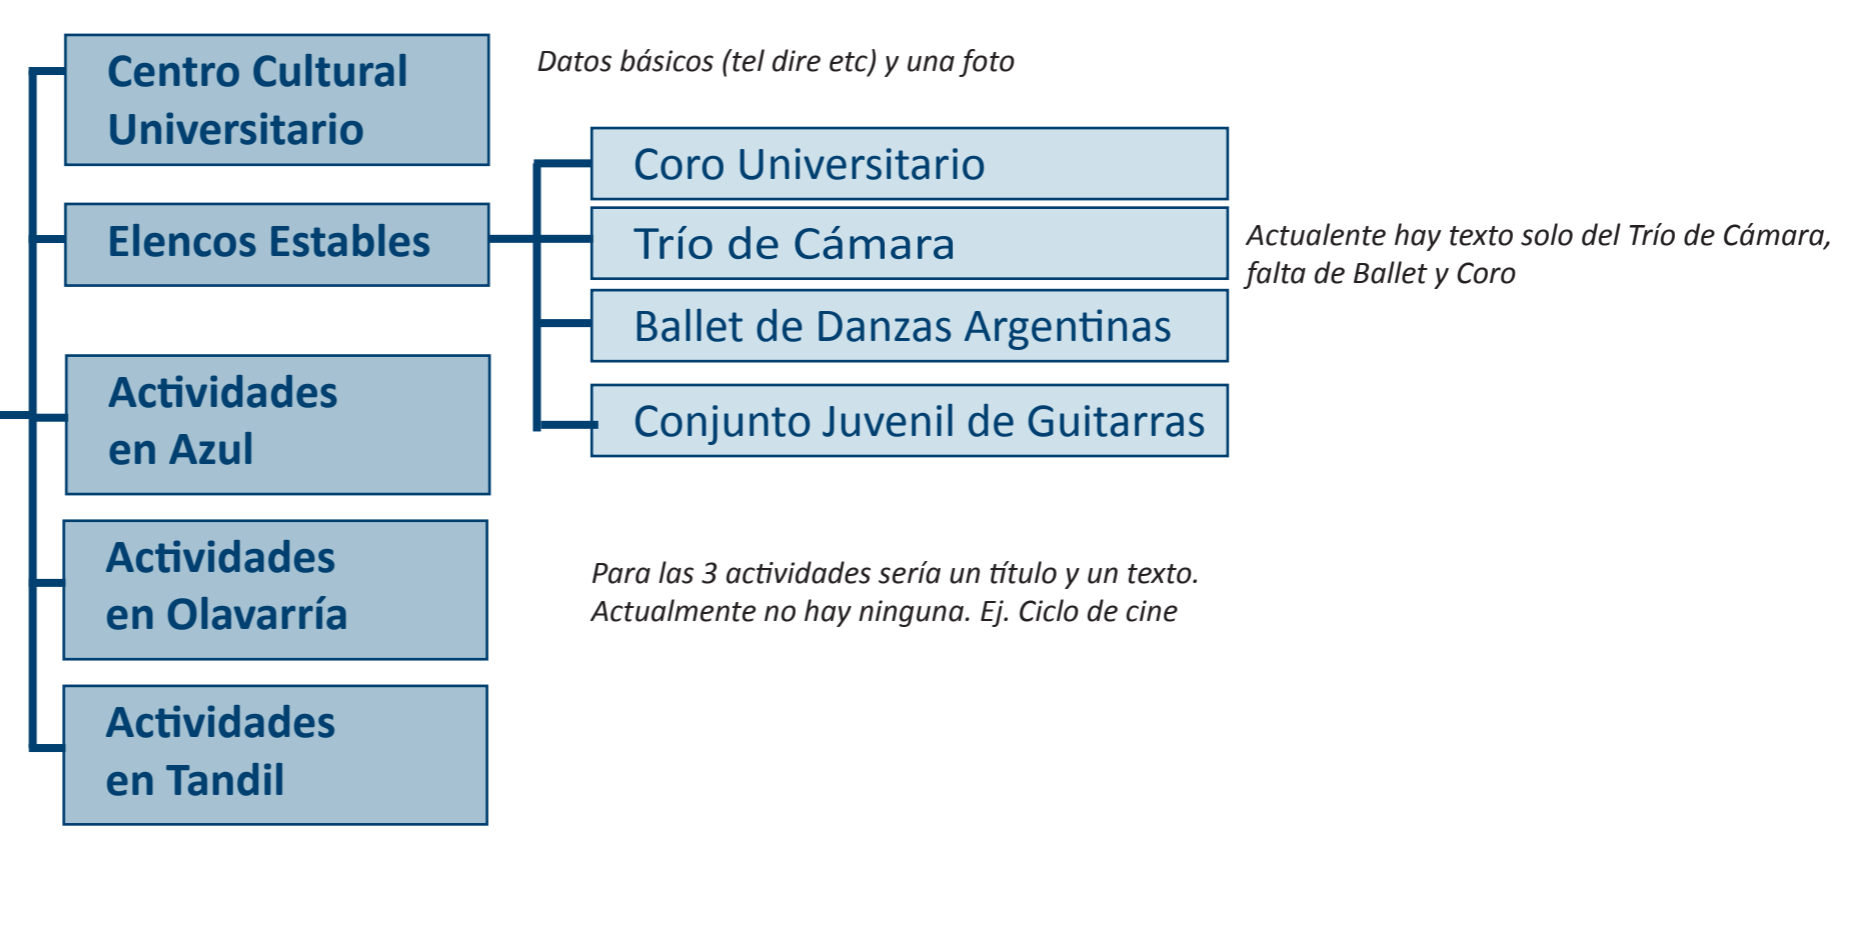 Centro Cultural
Universitario
Datos básicos (tel dire etc) y una foto
Elencos Estables
Coro Universitario
Trío de Cámara
Ballet de Danzas Argentinas
Conjunto Juvenil de Guitarras
Actualente hay texto solo del Trío de Cámara,
falta de Ballet y Coro
Actividades
en Azul
Actividades
en Olavarría
Para las 3 actividades sería un título y un texto.
Actualmente no hay ninguna. Ej. Ciclo de cine
Actividades
en Tandil